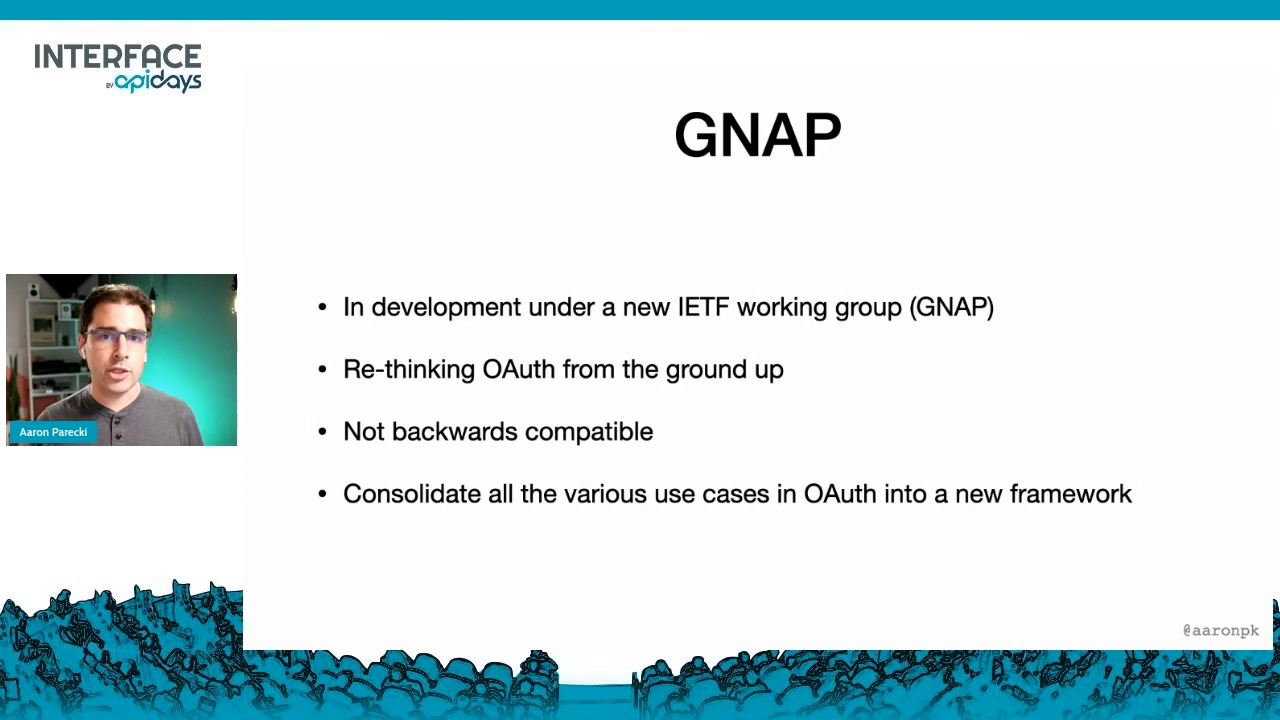 INTERFACE
BY apidays
GNAP
• In development under a new IETF working group (GNAP)
• Re-thinking OAuth from the ground up
• Not backwards compatible
• Consolidate all the various use cases in OAuth into a new framework
Aaron Parecki
@aaronpk